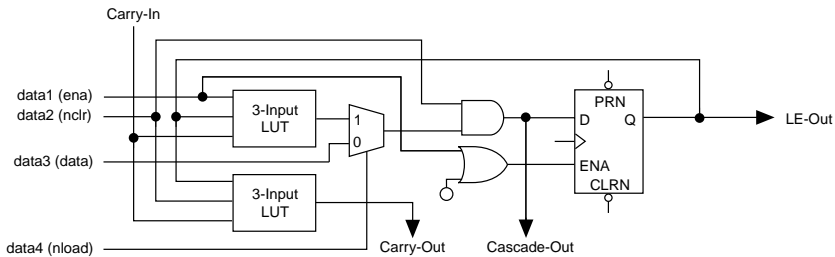 Carry-In
data1 (ena)
data2 (nclr)
data3 (data)
data4 (nload)
3-Input
LUT
3-Input
LUT
1
0
PRN
D
Q
ENA
CLRN
LE-Out
Carry-Out
Cascade-Out